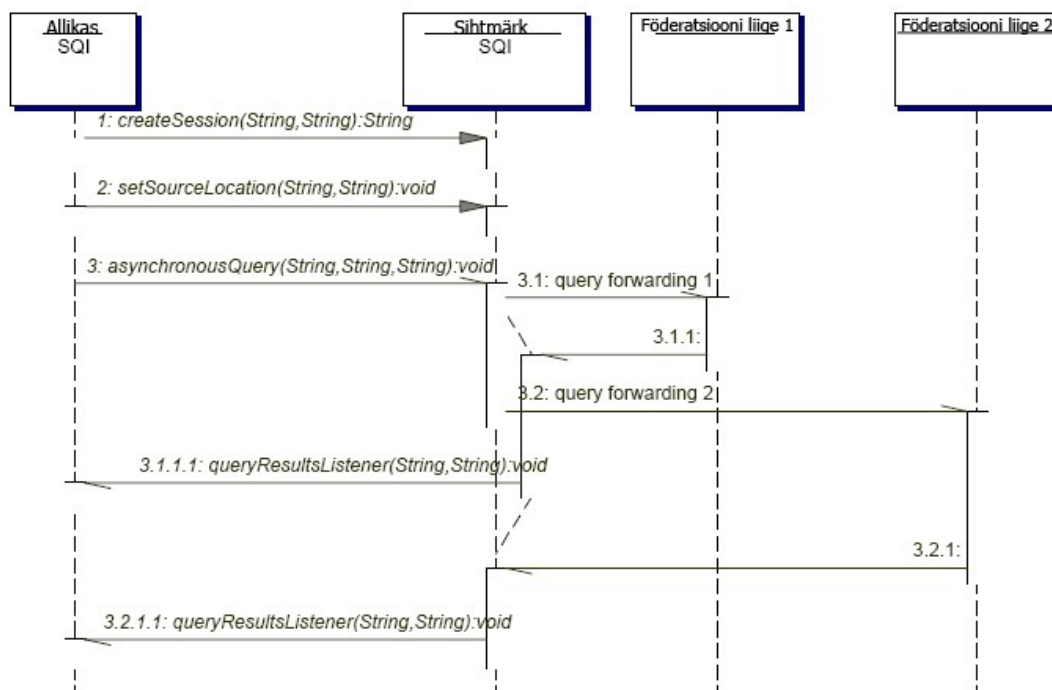 Allikas
SQI
Sihtmärk
SQI
Föderatsiooni liige 1
Föderatsiooni liige 2
1: createSession(String,String):String
2: setSourceLocation(String,String):void
3: asynchronousQuery(String,String,String):void
3.1: query forwarding 1
3.1.1:
3.2: query forwarding 2
3.1.1.1: queryResultsListener(String,String):void
3.2.1:
3.2.1.1: queryResultsListener(String,String):void